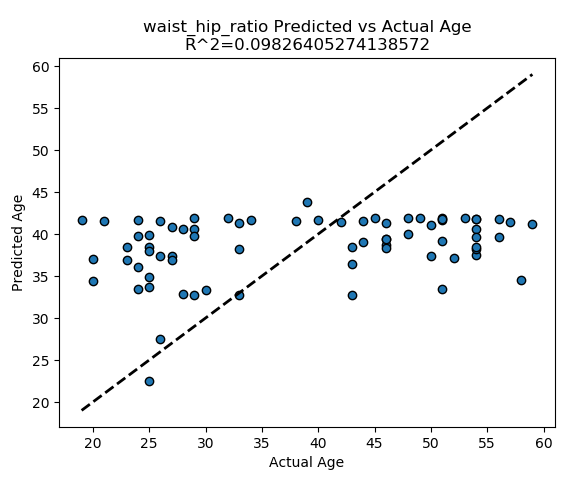 waist_hip_ratio Predicted vs Actual Age
R^2=0.09826405274138572
60
55
50
45
40
35
30
25
20
Predicted Age
20 25 30 35 40 45 50 55 60
Actual Age